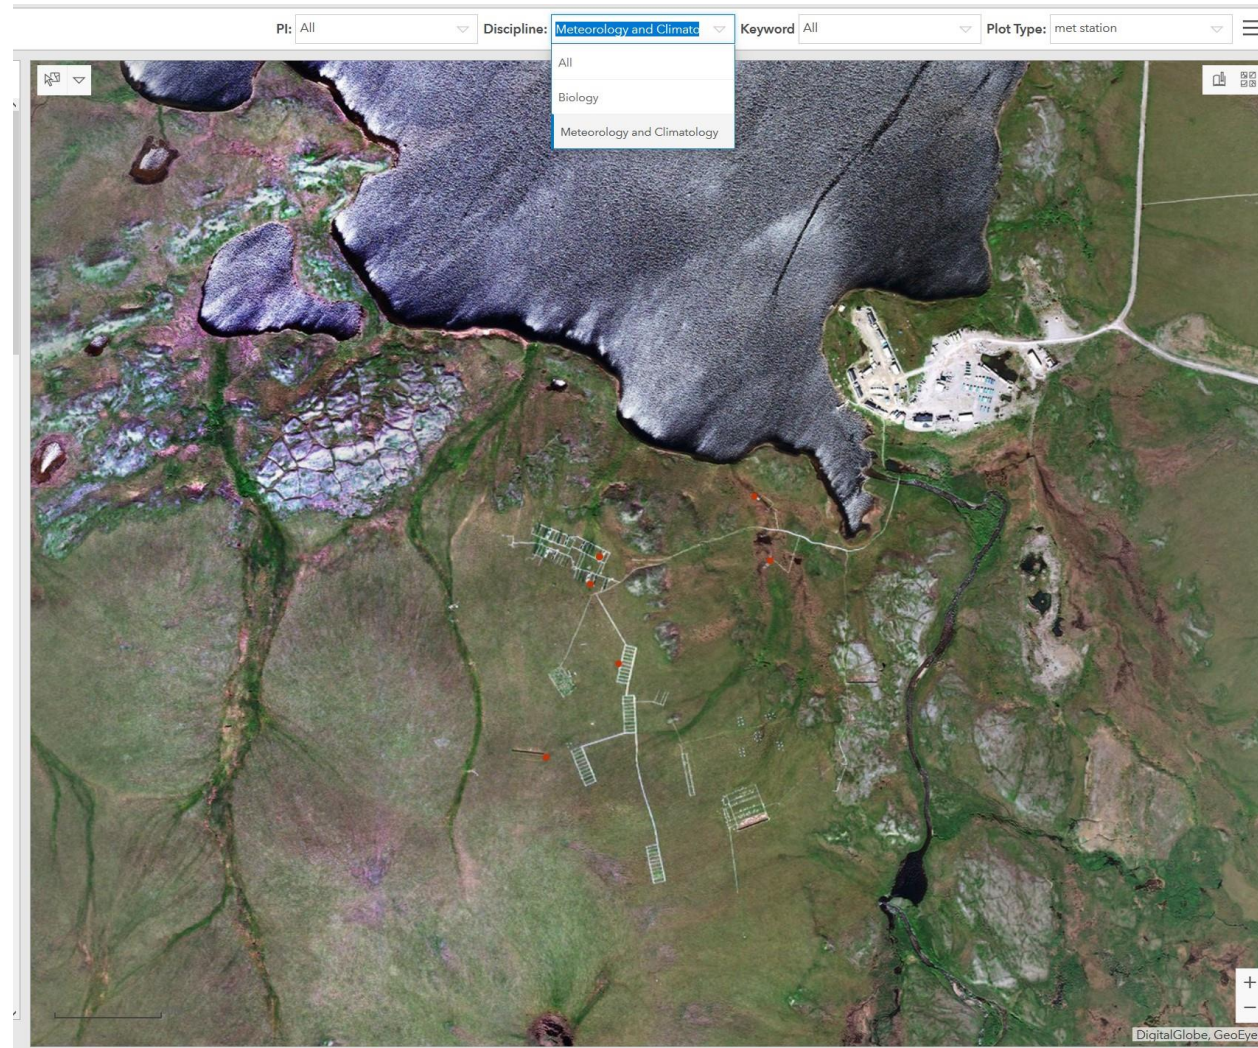 PI: All Discipline: Meteorology and Climato Keyword All Plot Type: met station
All
Biology
Meteorology and Climatology
DigitalGlobe, GeoEye